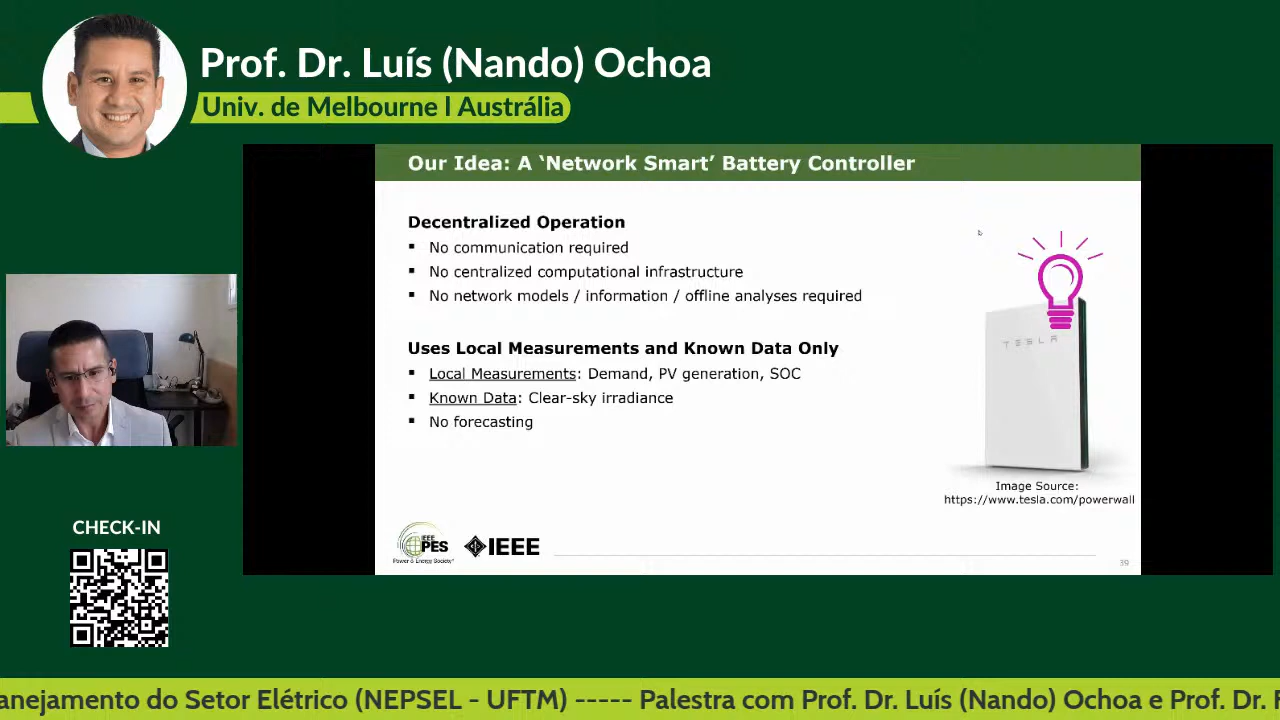 Prof. Dr. Luís (Nando) Ochoa
Univ. de Melbourne I Austrália
Our Idea: A ‘Network Smart’ Battery Controller
Decentralized Operation
▪ No communication required
▪ No centralized computational infrastructure
▪ No network models / information / offline analyses required
Uses Local Measurements and Known Data Only
▪ Local Measurements: Demand, PV generation, SOC
▪ Known Data: Clear-sky irradiance
▪ No forecasting
TESLA
Image Source:
https://www.tesla.com/powerwall
IEEE
PES
Power & Energy Society®
IEEE
39
CHECK-IN
anejamento do Setor Elétrico (NEPSEL - UFTM) ----- Palestra com Prof. Dr. Luís (Nando) Ochoa e Prof. Dr.